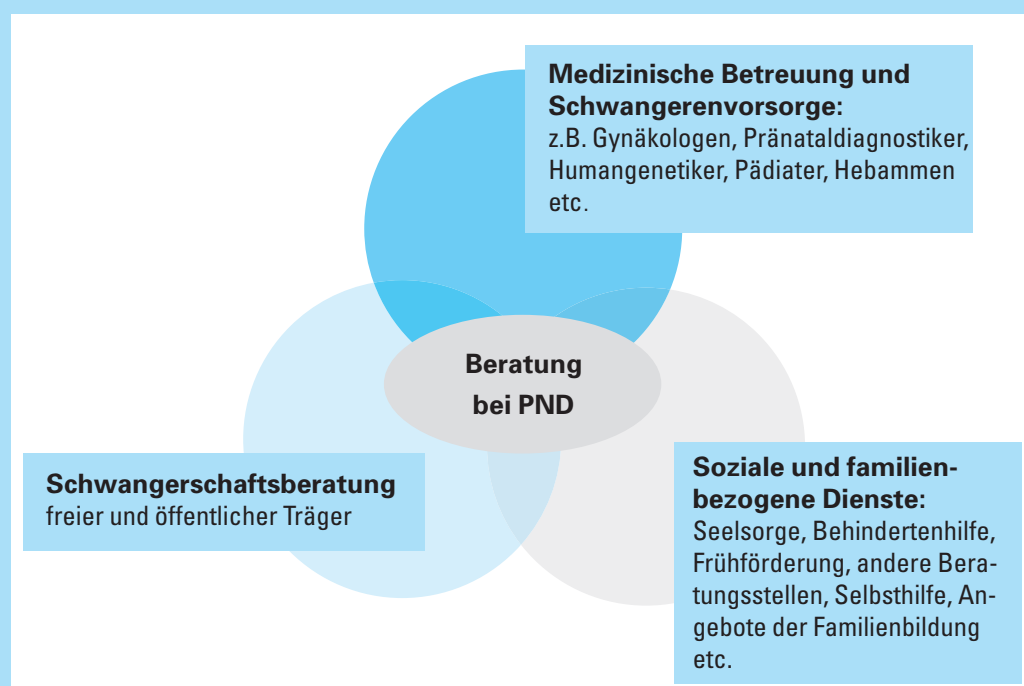 Medizinische Betreuung und
Schwangerenvorsorge:
z.B. Gynäkologen, Pränataldiagnostiker,
Humangenetiker, Pädiater, Hebammen
etc.
Beratung
bei PND
Schwangerschaftsberatung
freier und öffentlicher Träger
Soziale und familien-
bezogene Dienste:
Seelsorge, Behindertenhilfe,
Frühförderung, andere Bera-
tungsstellen, Selbsthilfe, An-
gebote der Familienbildung
etc.